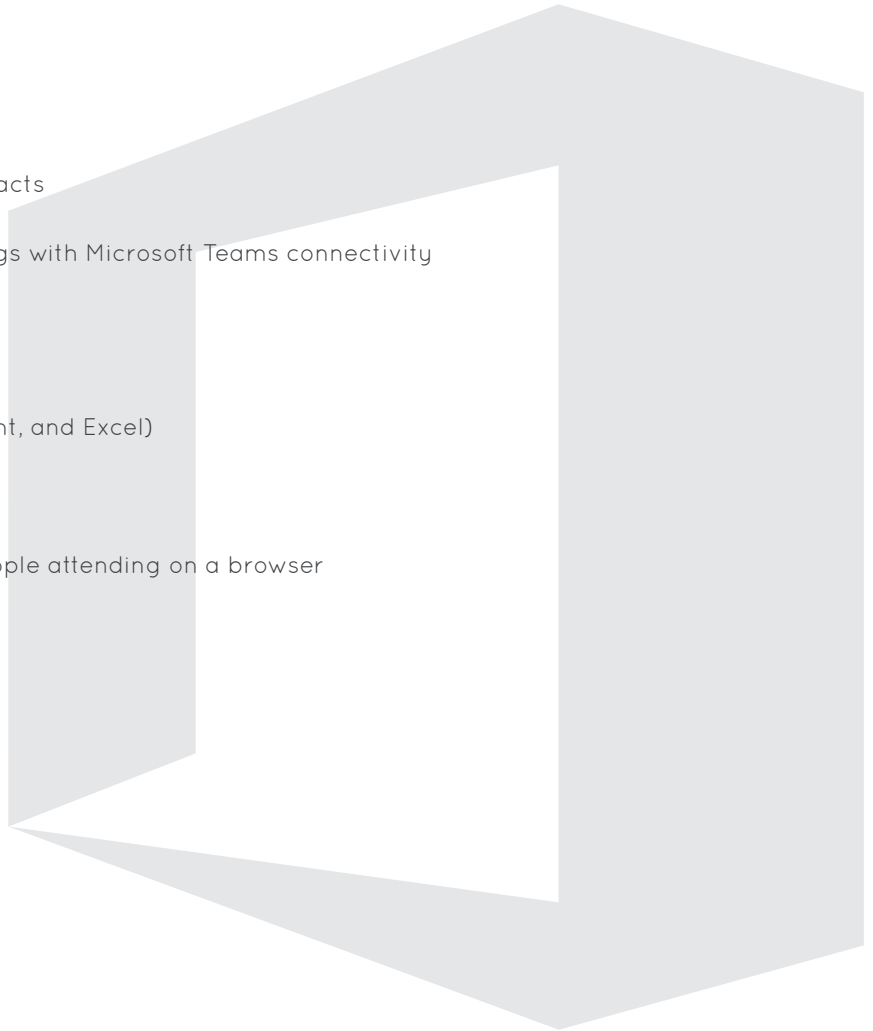 acts
gs with Microsoft Teams connectivity
nt, and Excel)
ople attending on a browser